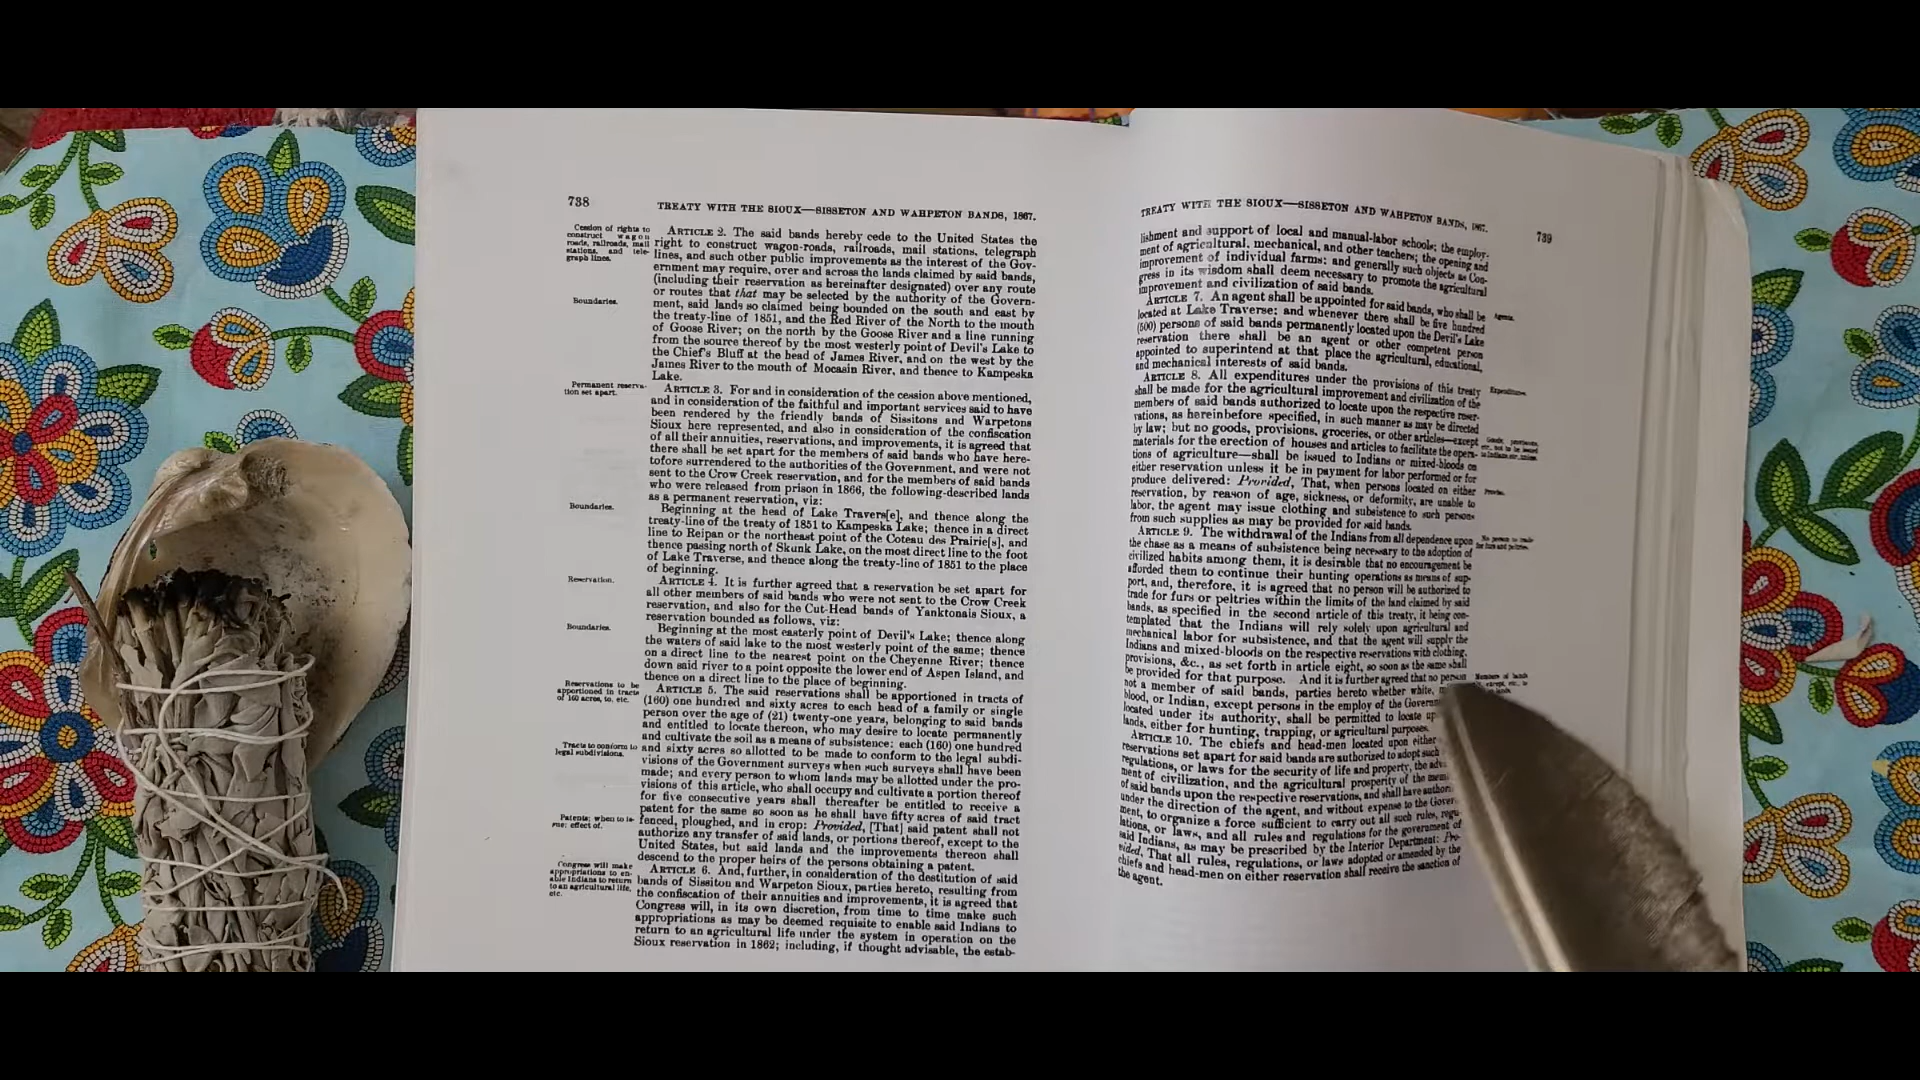 738
TREATY WITH THE SIOUX—SISSETON AND WAHPETON BANDS, 1867.
Cession of rights to
construct wagon
roads, railroads, mail
stations, and tele-
graph lines.
ARTICLE 2. The said bands hereby cede to the United States the
right to construct wagon-roads, railroads, mail stations, telegraph
lines, and such other public improvements as the interest of the Gov-
ernment may require, over and across the lands claimed by said bands,
(including their reservation as hereinafter designated) over any route
or routes that that may be selected by the authority of the Govern-
Boundaries.
ment, said lands so claimed being bounded on the south and east by
the treaty-line of 1851, and the Red River of the North to the mouth
of Goose River; on the north by the Goose River and a line running
from the source thereof by the most westerly point of Devil's Lake to
the Chief's Bluff at the head of James River, and on the west by the
James River to the mouth of Mocasin River, and thence to Kampeska
Lake.
Permanent reserva-
tion set apart.
ARTICLE 3. For and in consideration of the cession above mentioned,
and in consideration of the faithful and important services said to have
been rendered by the friendly bands of Sissitons and Warpetons
Sioux here represented, and also in consideration of the confiscation
of all their annuities, reservations, and improvements, it is agreed that
there shall be set apart for the members of said bands who have here-
tofore surrendered to the authorities of the Government, and were not
sent to the Crow Creek reservation, and for the members of said bands
who were released from prison in 1866, the following-described lands
as a permanent reservation, viz:
Boundaries.
Beginning at the head of Lake Travers[e], and thence along the
treaty-line of the treaty of 1851 to Kampeska Lake; thence in a direct
line to Reipan or the northeast point of the Coteau des Prairie[s], and
thence passing north of Skunk Lake, on the most direct line to the foot
of Lake Traverse, and thence along the treaty-line of 1851 to the place
of beginning.
Reservation.
ARTICLE 4. It is further agreed that a reservation be set apart for
all other members of said bands who were not sent to the Crow Creek
reservation, and also for the Cut-Head bands of Yanktonais Sioux, a
reservation bounded as follows, viz:
Boundaries.
Beginning at the most easterly point of Devil's Lake; thence along
the waters of said lake to the most westerly point of the same; thence
on a direct line to the nearest point on the Cheyenne River; thence
down said river to a point opposite the lower end of Aspen Island, and
thence on a direct line to the place of beginning.
Reservations to be
apportioned in tracts
of 160 acres, to, etc.
ARTICLE 5. The said reservations shall be apportioned in tracts of
(160) one hundred and sixty acres to each head of a family or single
person over the age of (21) twenty-one years, belonging to said bands
and entitled to locate thereon, who may desire to locate permanently
and cultivate the soil as a means of subsistence: each (160) one hundred
Tracts to conform to
legal subdivisions.
and sixty acres so allotted to be made to conform to the legal subdi-
visions of the Government surveys when such surveys shall have been
made; and every person to whom lands may be allotted under the pro-
visions of this article, who shall occupy and cultivate a portion thereof
for five consecutive years shall thereafter be entitled to receive a
patent for the same so soon as he shall have fifty acres of said tract
Patents; when to is-
sue; effect of.
fenced, ploughed, and in crop: Provided, [That] said patent shall not
authorize any transfer of said lands, or portions thereof, except to the
United States, but said lands and the improvements thereon shall
descend to the proper heirs of the persons obtaining a patent.
Congress will make
appropriations to en-
able Indians to return
to an agricultural life,
etc.
ARTICLE 6. And, further, in consideration of the destitution of said
bands of Sissiton and Warpeton Sioux, parties hereto, resulting from
the confiscation of their annuities and improvements, it is agreed that
Congress will, in its own discretion, from time to time make such
appropriations as may be deemed requisite to enable said Indians to
return to an agricultural life under the system in operation on the
Sioux reservation in 1862; including, if thought advisable, the estab-
TREATY WITH THE SIOUX—SISSETON AND WAHPETON BANDS, 1867.
739
lishment and support of local and manual-labor schools; the employ-
ment of agricultural, mechanical, and other teachers; the opening and
improvement of individual farms; and generally such objects as Con-
gress in its wisdom shall deem necessary to promote the agricultural
improvement and civilization of said bands.
ARTICLE 7. An agent shall be appointed for said bands, who shall be
Agents.
located at Lake Traverse; and whenever there shall be five hundred
(500) persons of said bands permanently located upon the Devil's Lake
reservation there shall be an agent or other competent person
appointed to superintend at that place the agricultural, educational,
and mechanical interests of said bands.
ARTICLE 8. All expenditures under the provisions of this treaty
Expenditures.
shall be made for the agricultural improvement and civilization of the
members of said bands authorized to locate upon the respective reser-
vations, as hereinbefore specified, in such manner as may be directed
by law; but no goods, provisions, groceries, or other articles—except
Goods, provisions,
etc., not to be issued
to Indians, etc., unless.
materials for the erection of houses and articles to facilitate the opera-
tions of agriculture—shall be issued to Indians or mixed-bloods on
either reservation unless it be in payment for labor performed or for
produce delivered: Provided, That, when persons located on either
Proviso.
reservation, by reason of age, sickness, or deformity, are unable to
labor, the agent may issue clothing and subsistence to such persons
from such supplies as may be provided for said bands.
ARTICLE 9. The withdrawal of the Indians from all dependence upon
No person to trade
for furs and peltries.
the chase as a means of subsistence being necessary to the adoption of
civilized habits among them, it is desirable that no encouragement be
afforded them to continue their hunting operations as means of sup-
port, and, therefore, it is agreed that no person will be authorized to
trade for furs or peltries within the limits of the land claimed by said
bands, as specified in the second article of this treaty, it being con-
templated that the Indians will rely solely upon agricultural and
mechanical labor for subsistence, and that the agent will supply the
Indians and mixed-bloods on the respective reservations with clothing,
provisions, &c., as set forth in article eight, so soon as the same shall
be provided for that purpose. And it is further agreed that no person
Members of bands
not a member of said bands, parties hereto whether white,
blood, or Indian, except persons in the employ of the Governm
located under its authority, shall be permitted to locate up
lands, either for hunting, trapping, or agricultural purposes.
ARTICLE 10. The chiefs and head-men located upon either
reservations set apart for said bands are authorized to adopt such
regulations, or laws for the security of life and property, the adv
ment of civilization, and the agricultural prosperity of the mem
of said bands upon the respective reservations, and shall have author
under the direction of the agent, and without expense to the Gover
ment, to organize a force sufficient to carry out all such rules, regu-
lations, or laws, and all rules and regulations for the government of
said Indians, as may be prescribed by the Interior Department: Pro-
vided, That all rules, regulations, or laws adopted or amended by the
chiefs and head-men on either reservation shall receive the sanction of
the agent.